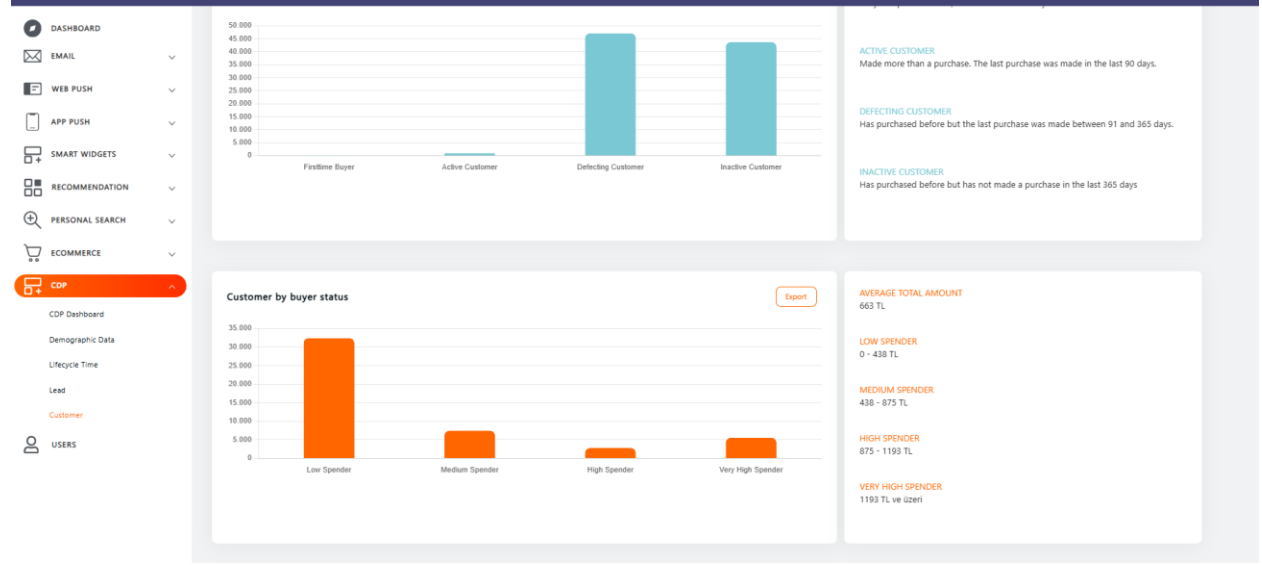 DASHBOARD
EMAIL
WEB PUSH
APP PUSH
SMART WIDGETS
RECOMMENDATION
PERSONAL SEARCH
ECOMMERCE
CDP
CDP Dashboard
Demographic Data
Lifecycle Time
Lead
Customer
USERS
50.000
45.000
40.000
35.000
30.000
25.000
20.000
15.000
10.000
5.000
0
Firsttime Buyer
Active Customer
Defecting Customer
Inactive Customer
ACTIVE CUSTOMER
Made more than a purchase. The last purchase was made in the last 90 days.
DEFECTING CUSTOMER
Has purchased before but the last purchase was made between 91 and 365 days.
INACTIVE CUSTOMER
Has purchased before but has not made a purchase in the last 365 days
Customer by buyer status
Export
35.000
30.000
25.000
20.000
15.000
10.000
5.000
0
Low Spender
Medium Spender
High Spender
Very High Spender
AVERAGE TOTAL AMOUNT
663 TL
LOW SPENDER
0 - 438 TL
MEDIUM SPENDER
438 - 875 TL
HIGH SPENDER
875 - 1193 TL
VERY HIGH SPENDER
1193 TL ve üzeri